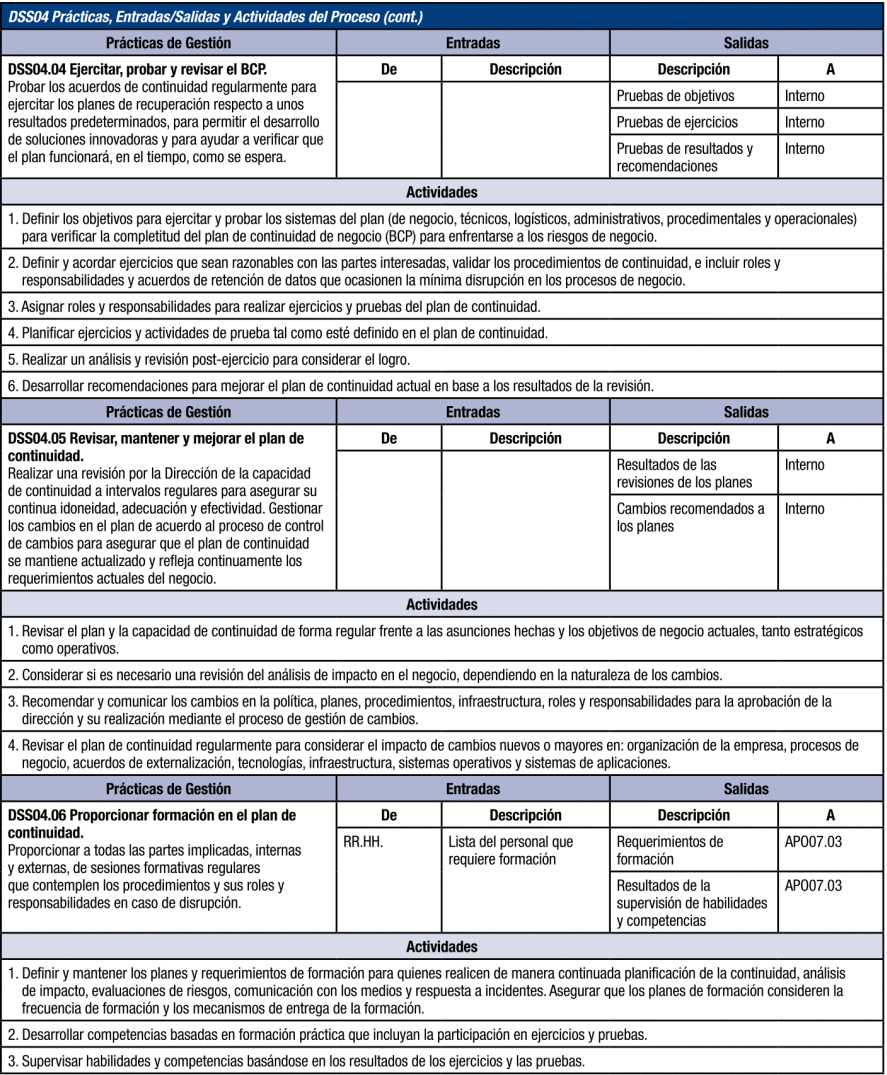 DSS04 Prácticas, Entradas/Salidas y Actividades del Proceso (cont.)
Prácticas de Gestión Entradas Salidas
DSS04.04 Ejercitar, probar y revisar el BCP.
Probar los acuerdos de continuidad regularmente para
ejercitar los planes de recuperación respecto a unos
resultados predeterminados, para permitir el desarrollo
de soluciones innovadoras y para ayudar a verificar que
el plan funcionará, en el tiempo, como se espera.
De Descripción Descripción A
Pruebas de objetivos Interno
Pruebas de ejercicios Interno
Pruebas de resultados y Interno
recomendaciones
Actividades
1. Definir los objetivos para ejercitar y probar los sistemas del plan (de negocio, técnicos, logísticos, administrativos, procedimentales y operacionales)
para verificar la completitud del plan de continuidad de negocio (BCP) para enfrentarse a los riesgos de negocio.
2. Definir y acordar ejercicios que sean razonables con las partes interesadas, validar los procedimientos de continuidad, e incluir roles y
responsabilidades y acuerdos de retención de datos que ocasionen la mínima disrupción en los procesos de negocio.
3. Asignar roles y responsabilidades para realizar ejercicios y pruebas del plan de continuidad.
4. Planificar ejercicios y actividades de prueba tal como esté definido en el plan de continuidad.
5. Realizar un análisis y revisión post-ejercicio para considerar el logro.
6. Desarrollar recomendaciones para mejorar el plan de continuidad actual en base a los resultados de la revisión.
Prácticas de Gestión Entradas Salidas
DSS04.05 Revisar, mantener y mejorar el plan de
continuidad.
Realizar una revisión por la Dirección de la capacidad
de continuidad a intervalos regulares para asegurar su
continua idoneidad, adecuación y efectividad. Gestionar
los cambios en el plan de acuerdo al proceso de control
de cambios para asegurar que el plan de continuidad
se mantiene actualizado y refleja continuamente los
requerimientos actuales del negocio.
De Descripción Descripción A
Resultados de las Interno
revisiones de los planes
Cambios recomendados a Interno
los planes
Actividades
1. Revisar el plan y la capacidad de continuidad de forma regular frente a las asunciones hechas y los objetivos de negocio actuales, tanto estratégicos
como operativos.
2. Considerar si es necesario una revisión del análisis de impacto en el negocio, dependiendo en la naturaleza de los cambios.
3. Recomendar y comunicar los cambios en la política, planes, procedimientos, infraestructura, roles y responsabilidades para la aprobación de la
dirección y su realización mediante el proceso de gestión de cambios.
4. Revisar el plan de continuidad regularmente para considerar el impacto de cambios nuevos o mayores en: organización de la empresa, procesos de
negocio, acuerdos de externalización, tecnologías, infraestructura, sistemas operativos y sistemas de aplicaciones.
Prácticas de Gestión Entradas Salidas
DSS04.06 Proporcionar formación en el plan de
continuidad.
Proporcionar a todas las partes implicadas, internas
y externas, de sesiones formativas regulares
que contemplen los procedimientos y sus roles y
responsabilidades en caso de disrupción.
De Descripción Descripción A
RR.HH. Lista del personal que Requerimientos de APO07.03
requiere formación formación
Resultados de la APO07.03
supervisión de habilidades
y competencias
Actividades
1. Definir y mantener los planes y requerimientos de formación para quienes realicen de manera continuada planificación de la continuidad, análisis
de impacto, evaluaciones de riesgos, comunicación con los medios y respuesta a incidentes. Asegurar que los planes de formación consideren la
frecuencia de formación y los mecanismos de entrega de la formación.
2. Desarrollar competencias basadas en formación práctica que incluyan la participación en ejercicios y pruebas.
3. Supervisar habilidades y competencias basándose en los resultados de los ejercicios y las pruebas.